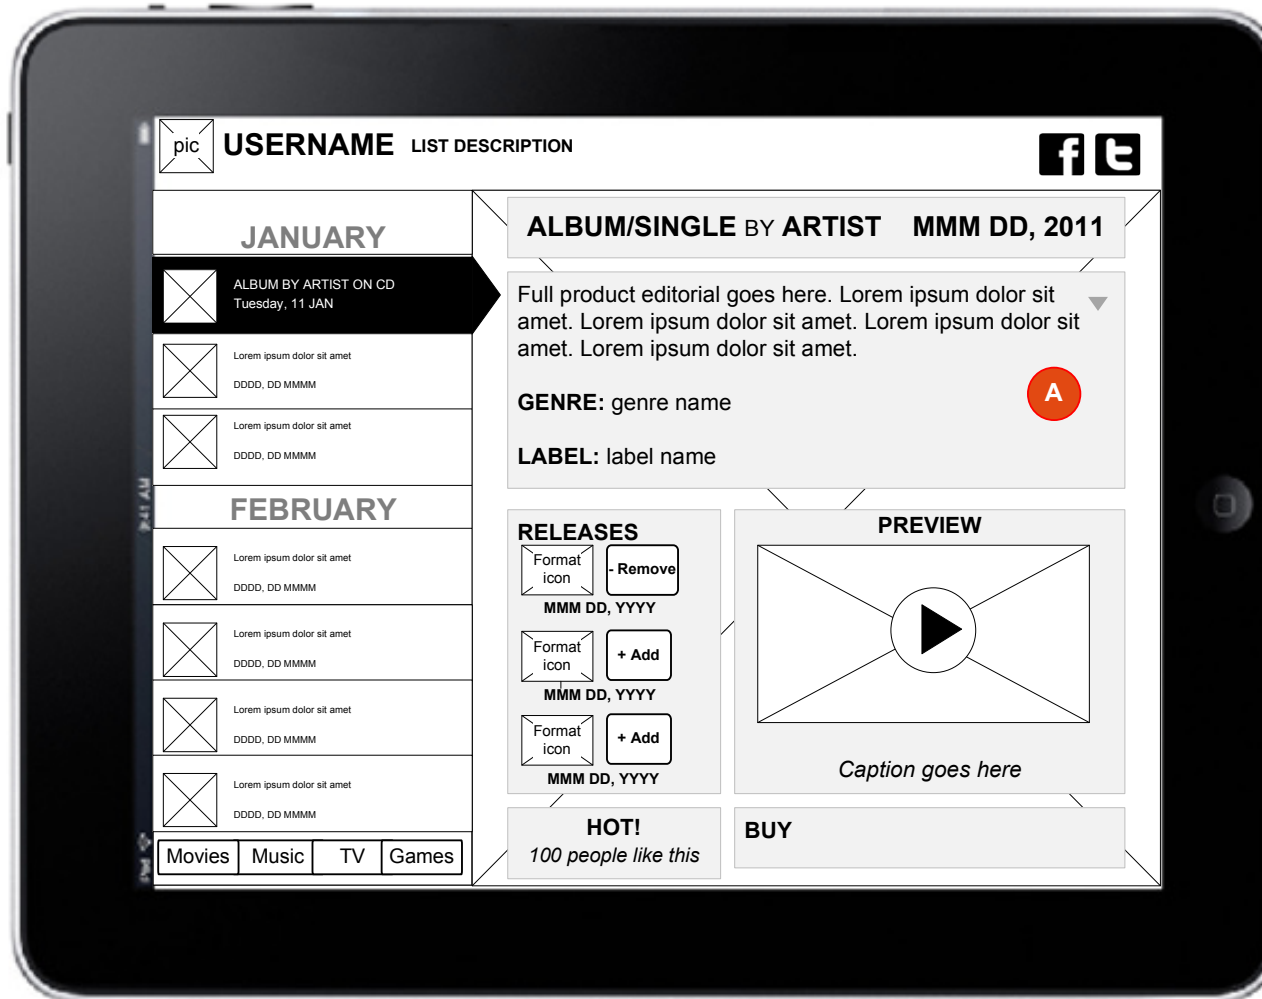 pic
USERNAME LIST DESCRIPTION
f t
JANUARY
ALBUM BY ARTIST ON CD
Tuesday, 11 JAN
Lorem ipsum dolor sit amet
DDDD, DD MMMM
Lorem ipsum dolor sit amet
DDDD, DD MMMM
FEBRUARY
Lorem ipsum dolor sit amet
DDDD, DD MMMM
Lorem ipsum dolor sit amet
DDDD, DD MMMM
Lorem ipsum dolor sit amet
DDDD, DD MMMM
Lorem ipsum dolor sit amet
DDDD, DD MMMM
Movies Music TV Games
ALBUM/SINGLE BY ARTIST MMM DD, 2011
Full product editorial goes here. Lorem ipsum dolor sit
amet. Lorem ipsum dolor sit amet. Lorem ipsum dolor sit
amet. Lorem ipsum dolor sit amet.
A
GENRE: genre name
LABEL: label name
RELEASES
Format
icon
- Remove
MMM DD, YYYY
Format
icon
+ Add
MMM DD, YYYY
Format
icon
+ Add
MMM DD, YYYY
PREVIEW
Caption goes here
HOT!
100 people like this
BUY
9:41 AM
iPad